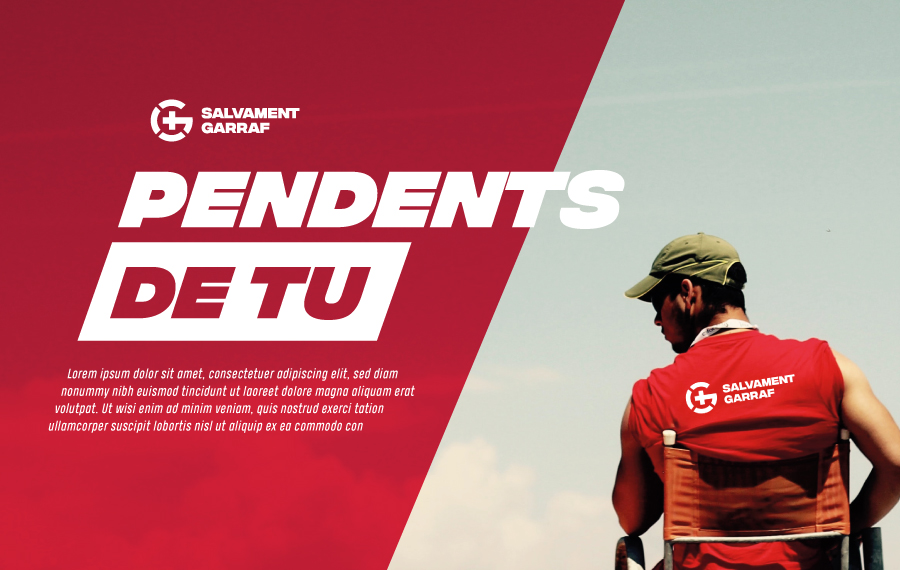 SALVAMENT
GARRAF
PENDENTS
DE TU
Lorem ipsum dolor sit amet, consectetuer adipiscing elit, sed diam
nonummy nibh euismod tincidunt ut laoreet dolore magna aliquam erat
volutpat. Ut wisi enim ad minim veniam, quis nostrud exerci tation
ullamcorper suscipit lobortis nisl ut aliquip ex ea commodo con
SALVAMENT
GARRAF